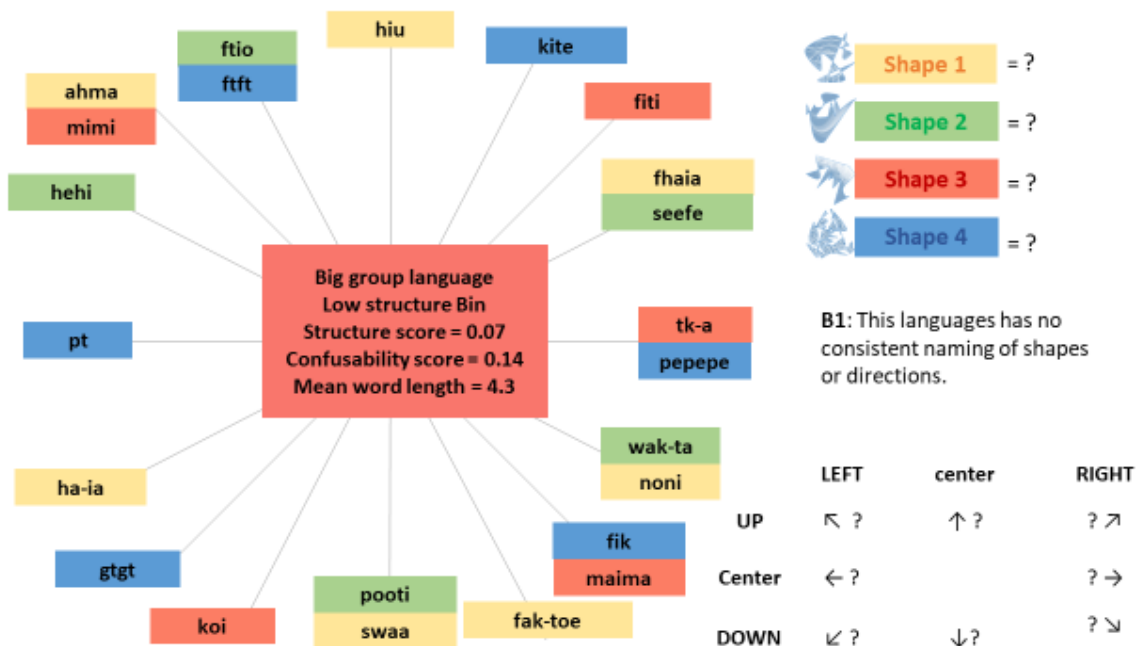 hiu
kite
ftio
ftft
ahma
mimi
fiti
fhaia
seefe
hehi
Big group language
Low structure Bin
Structure score = 0.07
Confusability score = 0.14
Mean word length = 4.3
pt
tk-a
pepepe
wak-ta
noni
ha-ia
fik
maima
gtgt
pooti
swaa
fak-toe
koi
Shape 1 = ?
Shape 2 = ?
Shape 3 = ?
Shape 4 = ?
B1: This languages has no
consistent naming of shapes
or directions.
LEFT center RIGHT
UP ↖ ? ↑ ? ? ↗
Center ← ? ? →
DOWN ↙ ? ↓? ? ↘